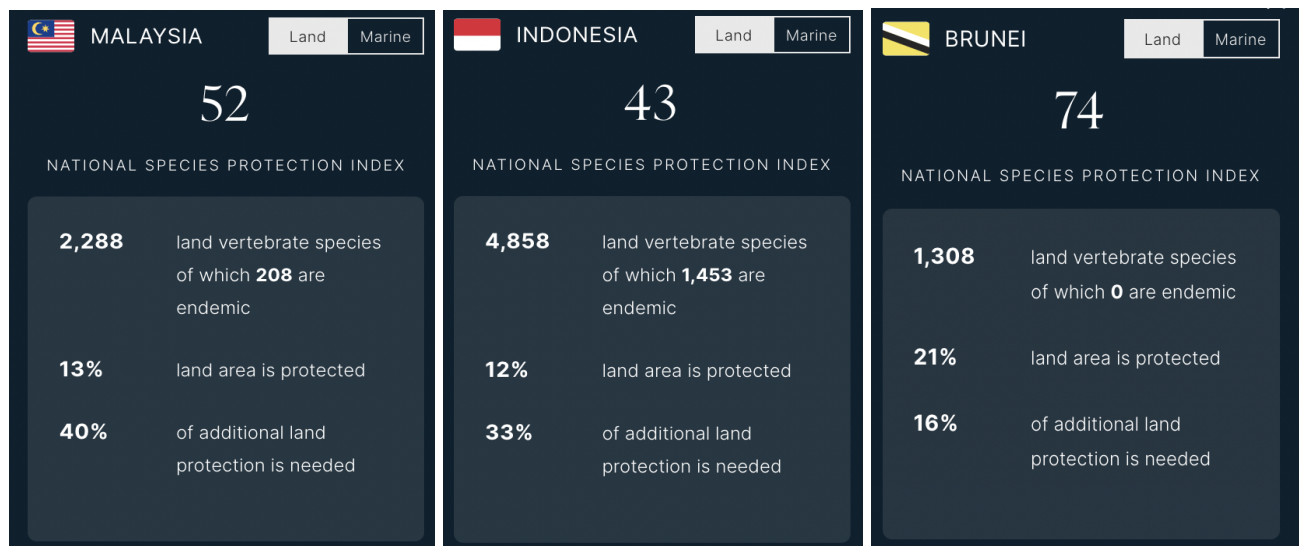 MALAYSIA
Land
Marine
52
NATIONAL SPECIES PROTECTION INDEX
2,288
land vertebrate species
of which 208 are
endemic
13%
land area is protected
40%
of additional land
protection is needed
INDONESIA
Land
Marine
43
NATIONAL SPECIES PROTECTION INDEX
4,858
land vertebrate species
of which 1,453 are
endemic
12%
land area is protected
33%
of additional land
protection is needed
BRUNEI
Land
Marine
74
NATIONAL SPECIES PROTECTION INDEX
1,308
land vertebrate species
of which 0 are endemic
21%
land area is protected
16%
of additional land
protection is needed